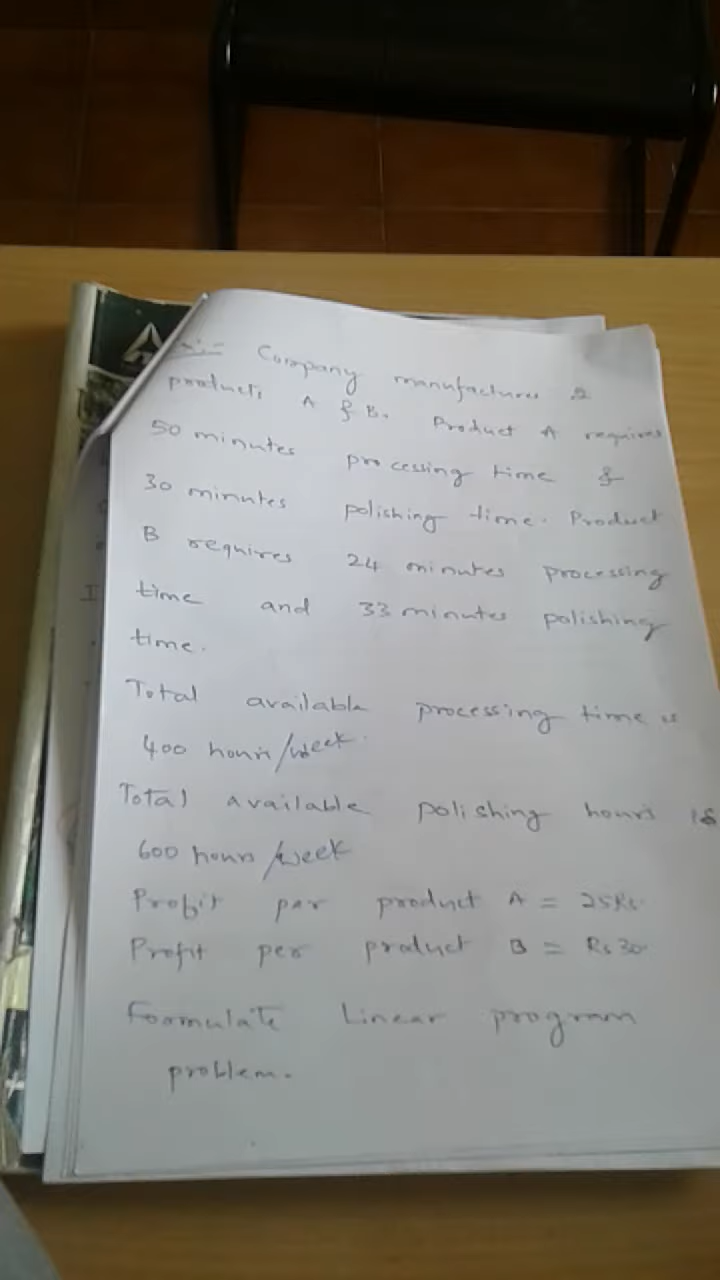 Company manufactures 2
products A & B. Product A requires
50 minutes processing time &
30 minutes polishing time. Product
B requires 24 minutes processing
time and 33 minutes polishing
time.
Total available processing time is
400 hours/week.
Total available polishing hours is
600 hours/week
Profit per product A = 25Rs.
Profit per product B = Rs 30.
Formulate Linear program
problem.